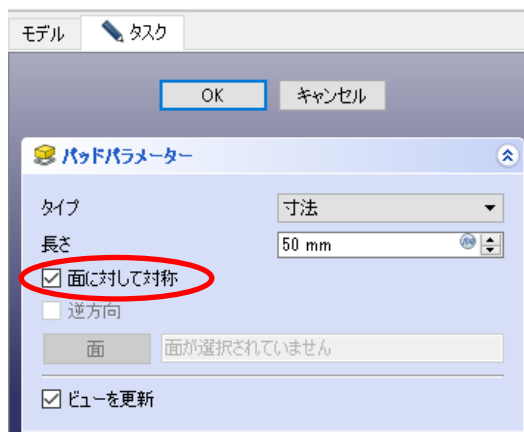 モデル タスク
OK キャンセル
パッドパラメーター
タイプ 寸法
長さ 50 mm
面に対して対称
逆方向
面 面が選択されていません
ビューを更新